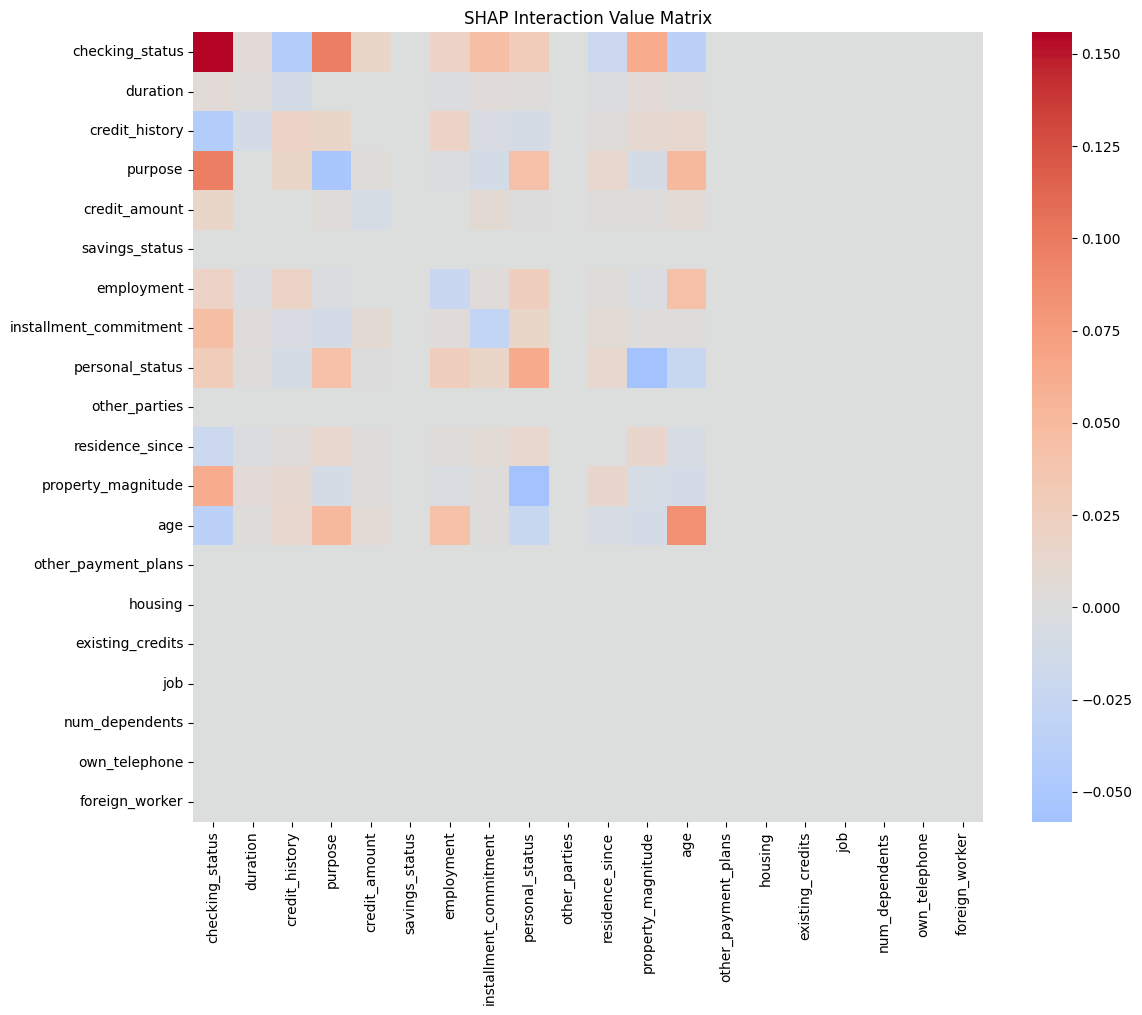 SHAP Interaction Value Matrix
checking_status
duration
credit_history
purpose
credit_amount
savings_status
employment
installment_commitment
personal_status
other_parties
residence_since
property_magnitude
age
other_payment_plans
housing
existing_credits
job
num_dependents
own_telephone
foreign_worker
checking_status
duration
credit_history
purpose
credit_amount
savings_status
employment
installment_commitment
personal_status
other_parties
residence_since
property_magnitude
age
other_payment_plans
housing
existing_credits
job
num_dependents
own_telephone
foreign_worker
0.150
0.125
0.100
0.075
0.050
0.025
0.000
−0.025
−0.050